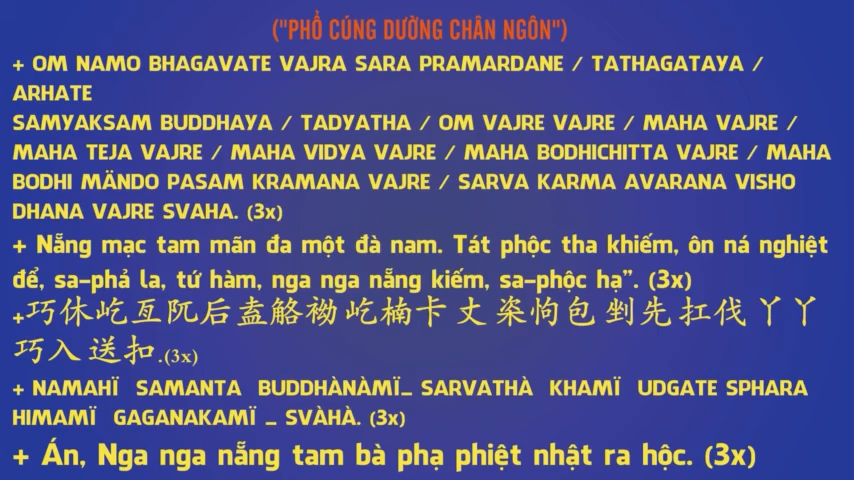 ("PHỔ CÚNG DƯỜNG CHÂN NGÔN")
+ OM NAMO BHAGAVATE VAJRA SARA PRAMARDANE / TATHAGATAYA /
ARHATE
SAMYAKSAM BUDDHAYA / TADYATHA / OM VAJRE VAJRE / MAHA VAJRE /
MAHA TEJA VAJRE / MAHA VIDYA VAJRE / MAHA BODHICHITTA VAJRE / MAHA
BODHI MÄNDO PASAM KRAMANA VAJRE / SARVA KARMA AVARANA VISHO
DHANA VAJRE SVAHA. (3x)
+ Nẵng mạc tam mãn đa một đà nam. Tát phộc tha khiếm, ôn ná nghiệt
để, sa-phả la, tứ hàm, nga nga nẵng kiếm, sa-phộc hạ”. (3x)
+巧休屹亙阢后盍觡袎屹楠卡丈桼怐包剉先扛伐丫丫
巧入送扣.(3x)
+ NAMAHÏ SAMANTA BUDDHÀNÀMÏ_ SARVATHÀ KHAMÏ UDGATE SPHARA
HIMAMÏ GAGANAKAMÏ _ SVÀHÀ. (3x)
+ Án, Nga nga nẵng tam bà phạ phiệt nhật ra hộc. (3x)